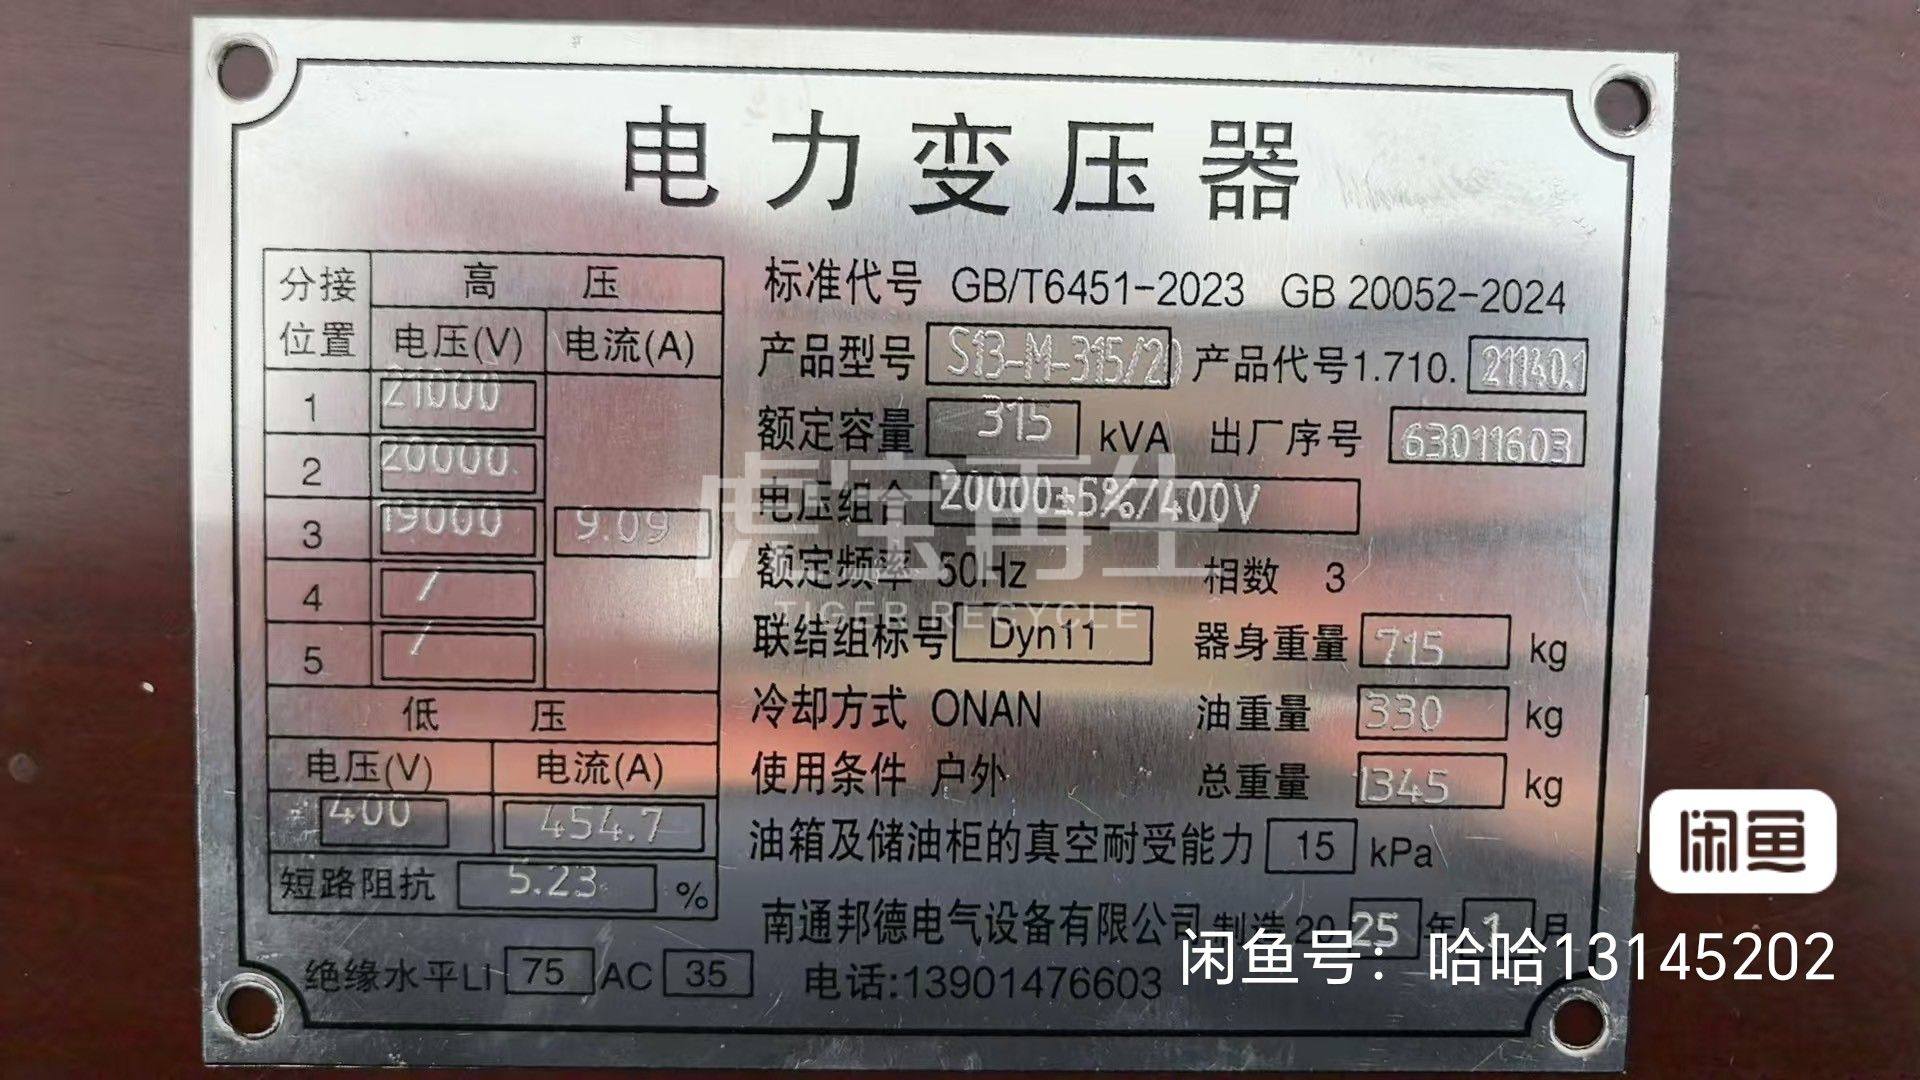 电力变压器
分接位置 高压
电压(V) 电流(A)
1 21000
2 20000
3 19000 9.09
4 /
5 /
低压
电压(V) 电流(A)
400 454.7
短路阻抗 5.23 %
绝缘水平LI 75 AC 35
标准代号 GB/T6451-2023 GB 20052-2024
产品型号 S13-M-315/20 产品代号1.710. 21140.1
额定容量 315 kVA 出厂序号 63011603
电压组合 20000±5%/400V
额定频率 50Hz 相数 3
联结组标号 Dyn11 器身重量 715 kg
冷却方式 ONAN 油重量 330 kg
使用条件 户外 总重量 1345 kg
油箱及储油柜的真空耐受能力 15 kPa
南通邦德电气设备有限公司 制造 2025年1月
电话:13901476603
虎宝再生
TIGER RECYCLE
闲鱼
闲鱼号：哈哈13145202